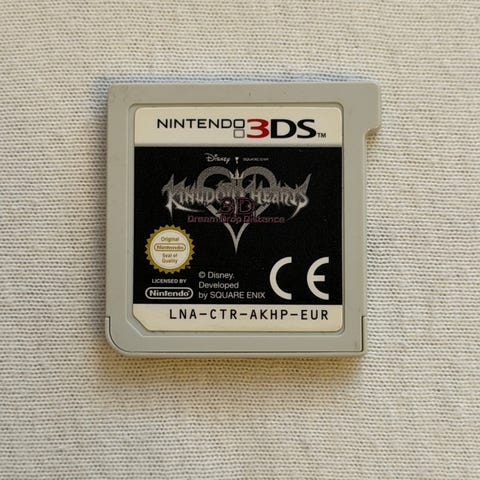 NINTENDO 3DS™
Disney SQUARE ENIX
KINGDOM HEARTS
3D
Dream Drop Distance
Original
Nintendo
Seal of
Quality
LICENSED BY
Nintendo
© Disney.
Developed
by SQUARE ENIX
CE
LNA-CTR-AKHP-EUR